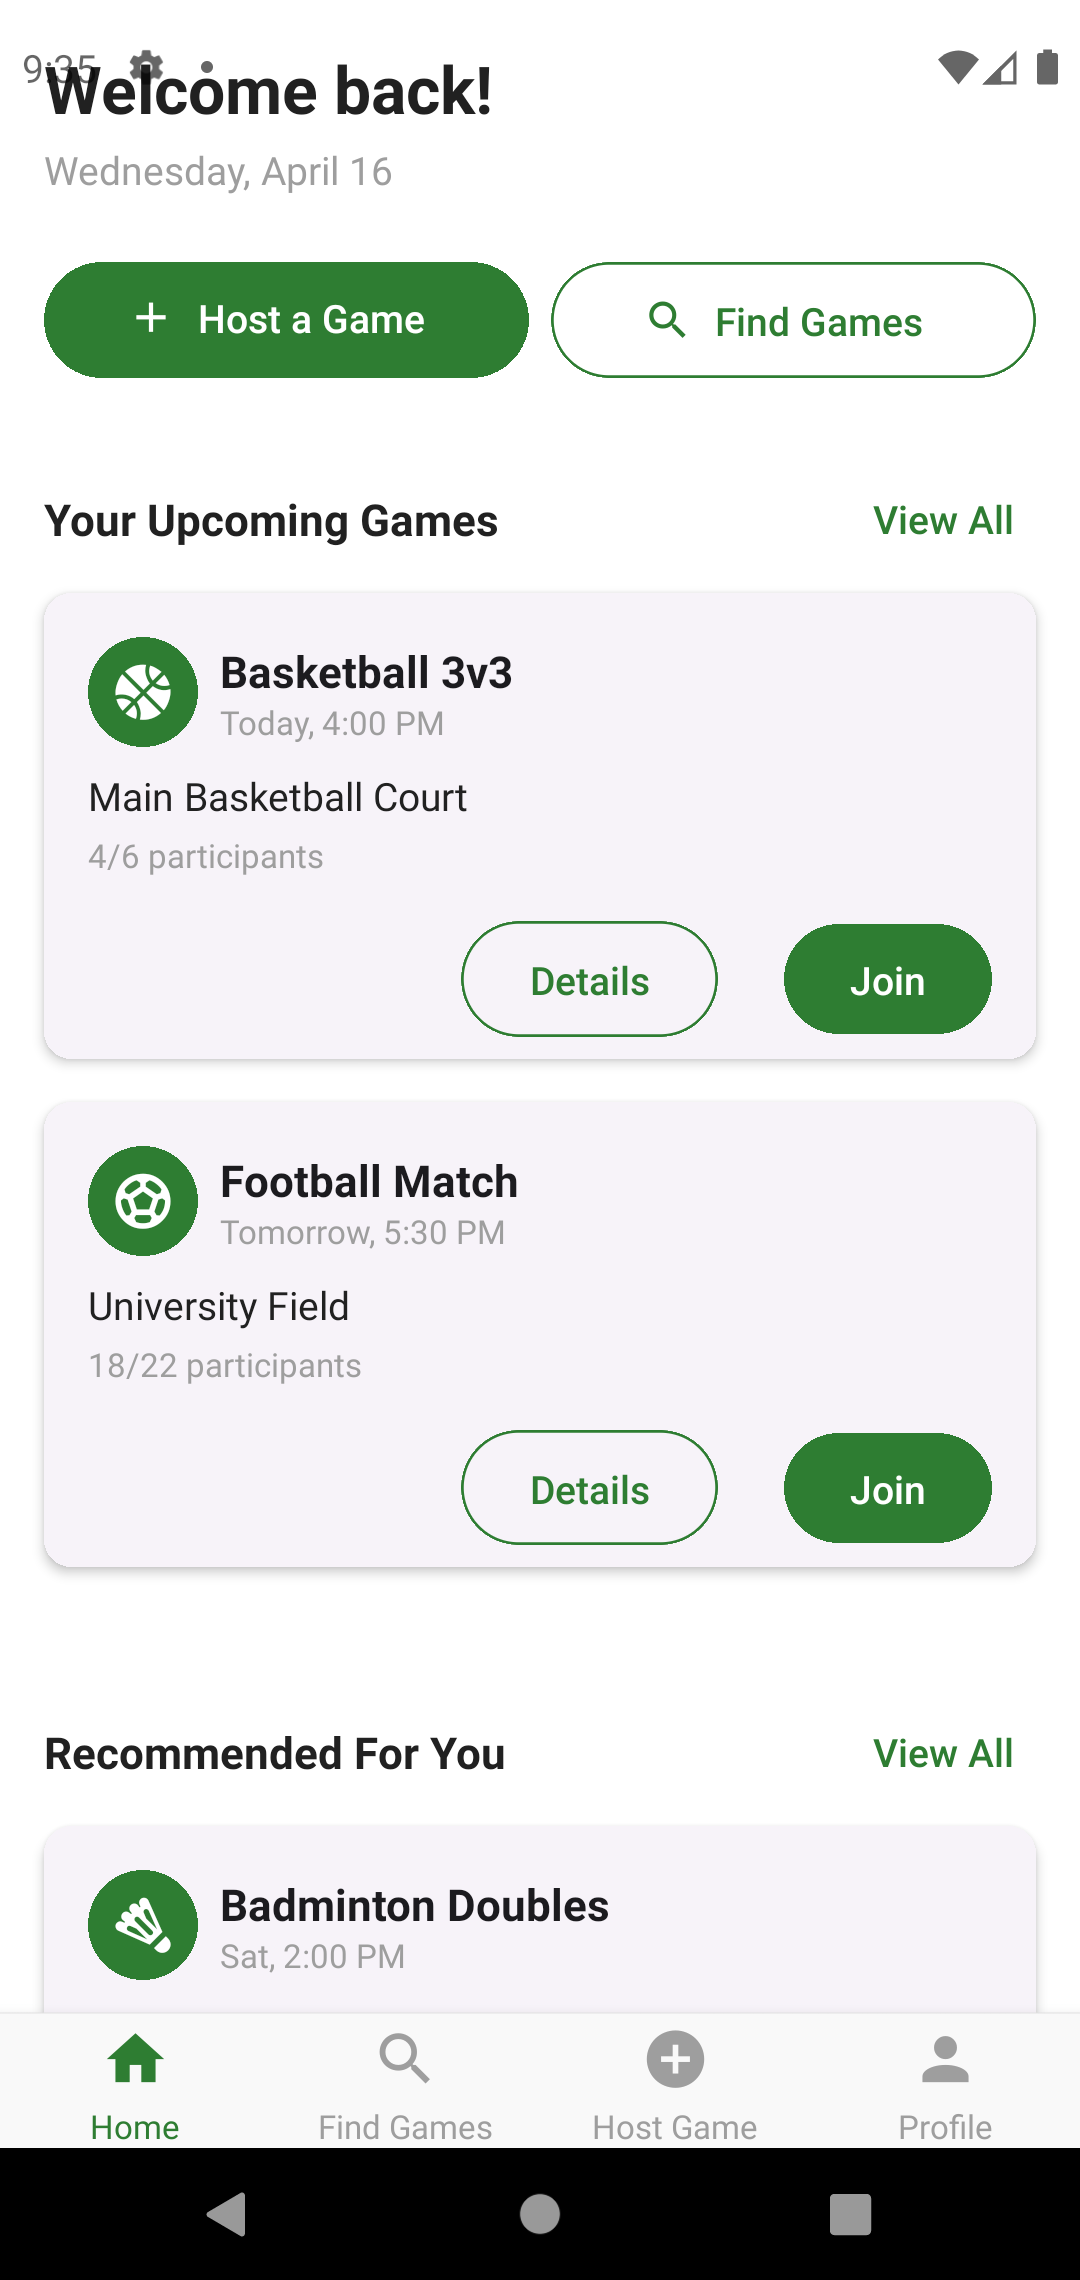 9:35
Welcome back!
Wednesday, April 16
Host a Game
Find Games
Your Upcoming Games
View All
Basketball 3v3
Today, 4:00 PM
Main Basketball Court
4/6 participants
Details
Join
Football Match
Tomorrow, 5:30 PM
University Field
18/22 participants
Details
Join
Recommended For You
View All
Badminton Doubles
Sat, 2:00 PM
Home
Find Games
Host Game
Profile